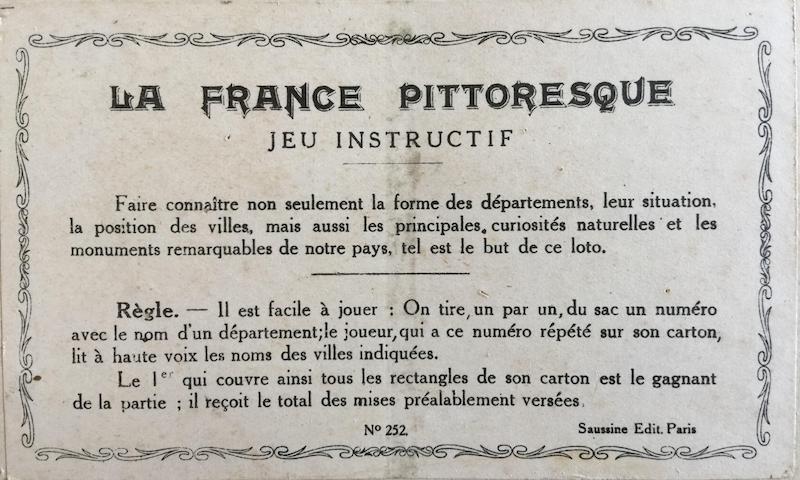 LA FRANCE PITTORESQUE
JEU INSTRUCTIF
Faire connaître non seulement la forme des départements, leur situation,
la position des villes, mais aussi les principales curiosités naturelles et les
monuments remarquables de notre pays, tel est le but de ce loto.
Règle. — Il est facile à jouer : On tire, un par un, du sac un numéro
avec le nom d'un département; le joueur, qui a ce numéro répété sur son carton,
lit à haute voix les noms des villes indiquées.
Le 1er qui couvre ainsi tous les rectangles de son carton est le gagnant
de la partie ; il reçoit le total des mises préalablement versées.
No 252. Saussine Edit. Paris